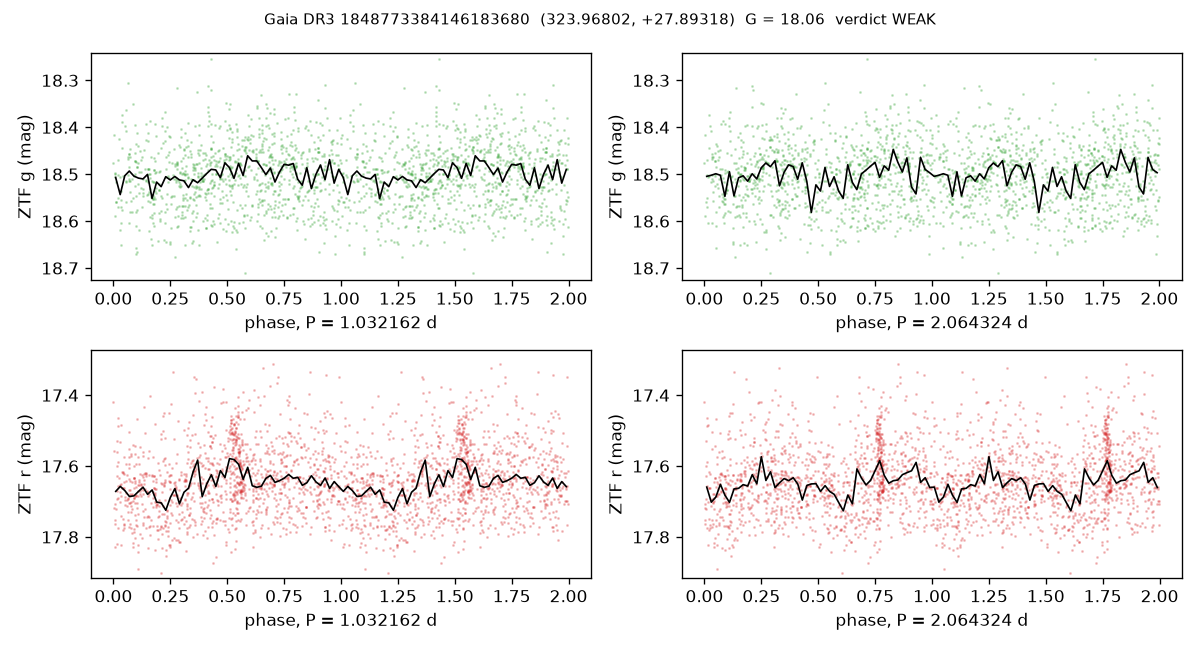 Gaia DR3 1848773384146183680 (323.96802, +27.89318) G = 18.06 verdict WEAK
ZTF g (mag)
18.3
18.4
18.5
18.6
18.7
0.00 0.25 0.50 0.75 1.00 1.25 1.50 1.75 2.00
phase, P = 1.032162 d
ZTF g (mag)
18.3
18.4
18.5
18.6
18.7
0.00 0.25 0.50 0.75 1.00 1.25 1.50 1.75 2.00
phase, P = 2.064324 d
ZTF r (mag)
17.4
17.6
17.8
0.00 0.25 0.50 0.75 1.00 1.25 1.50 1.75 2.00
phase, P = 1.032162 d
ZTF r (mag)
17.4
17.6
17.8
0.00 0.25 0.50 0.75 1.00 1.25 1.50 1.75 2.00
phase, P = 2.064324 d